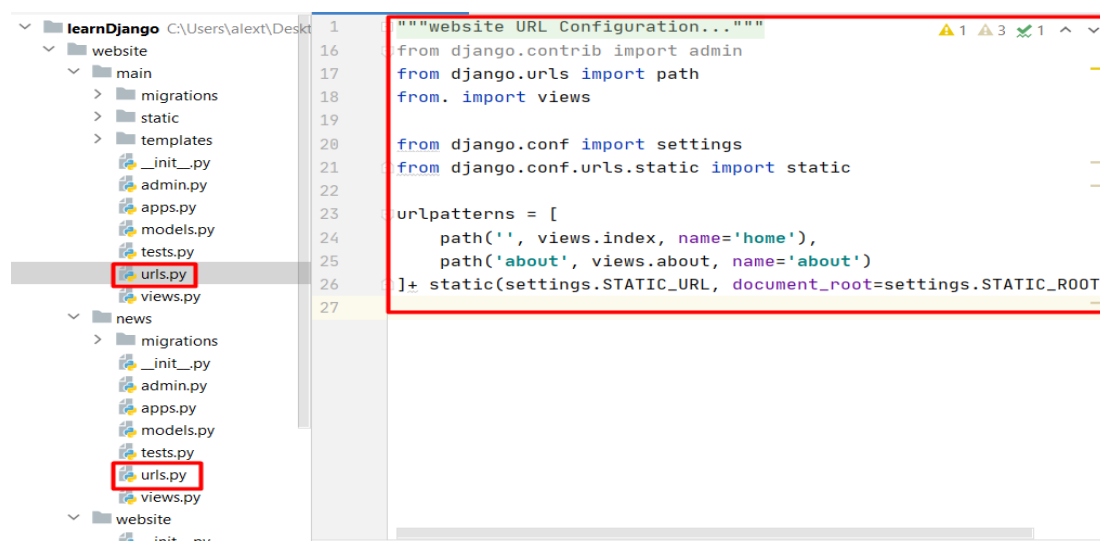 learnDjango C:\Users\alext\Deskt
website
main
migrations
static
templates
__init__.py
admin.py
apps.py
models.py
tests.py
urls.py
views.py
news
migrations
__init__.py
admin.py
apps.py
models.py
tests.py
urls.py
views.py
website
__init__.py
1 """website URL Configuration..."""
16 from django.contrib import admin
17 from django.urls import path
18 from. import views
19
20 from django.conf import settings
21 from django.conf.urls.static import static
22
23 urlpatterns = [
24 path('', views.index, name='home'),
25 path('about', views.about, name='about')
26 ]+ static(settings.STATIC_URL, document_root=settings.STATIC_ROOT
27
1 3 1